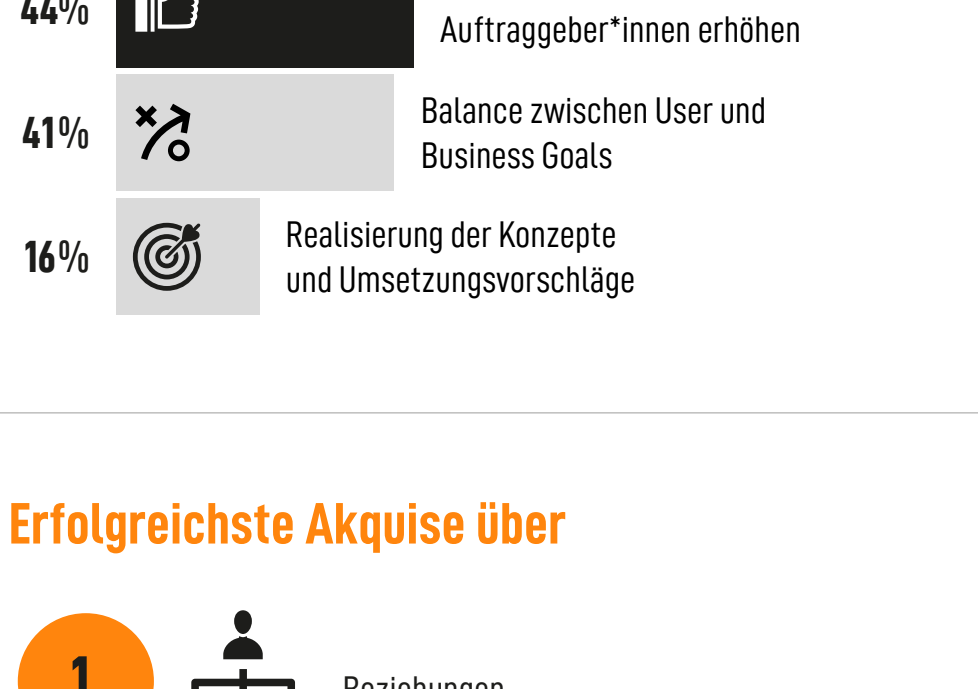 44%
Auftraggeber*innen erhöhen
41%
Balance zwischen User und
Business Goals
16%
Realisierung der Konzepte
und Umsetzungsvorschläge
Erfolgreichste Akquise über
1
Beziehungen